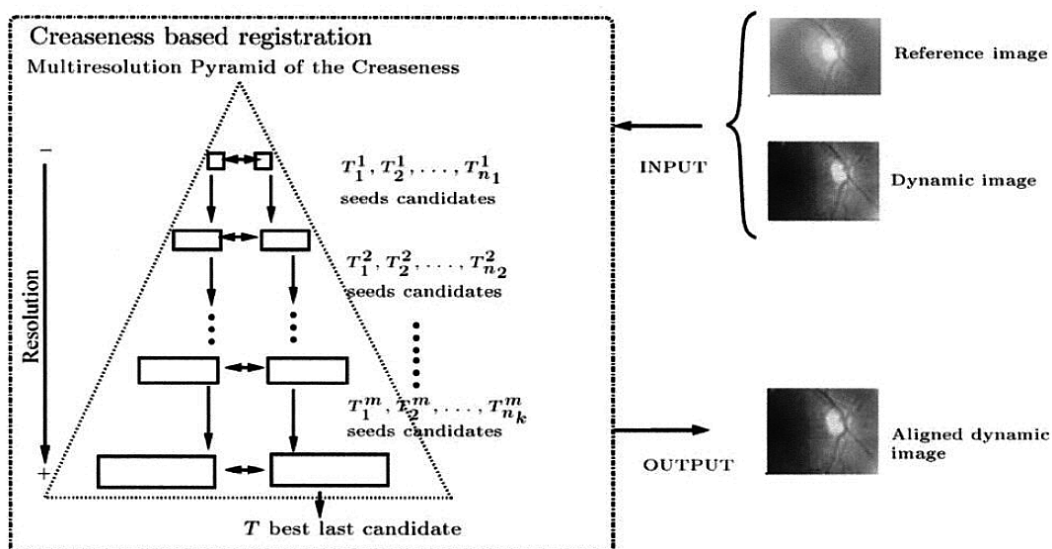 Creaseness based registration
Multiresolution Pyramid of the Creaseness
−
Resolution
+
T₁¹, T₂¹, . . . , Tₙ₁¹
seeds candidates
T₁², T₂², . . . , Tₙ₂²
seeds candidates
T₁ᵐ, T₂ᵐ, . . . , Tₙₖᵐ
seeds candidates
T best last candidate
INPUT
Reference image
Dynamic image
OUTPUT
Aligned dynamic
image